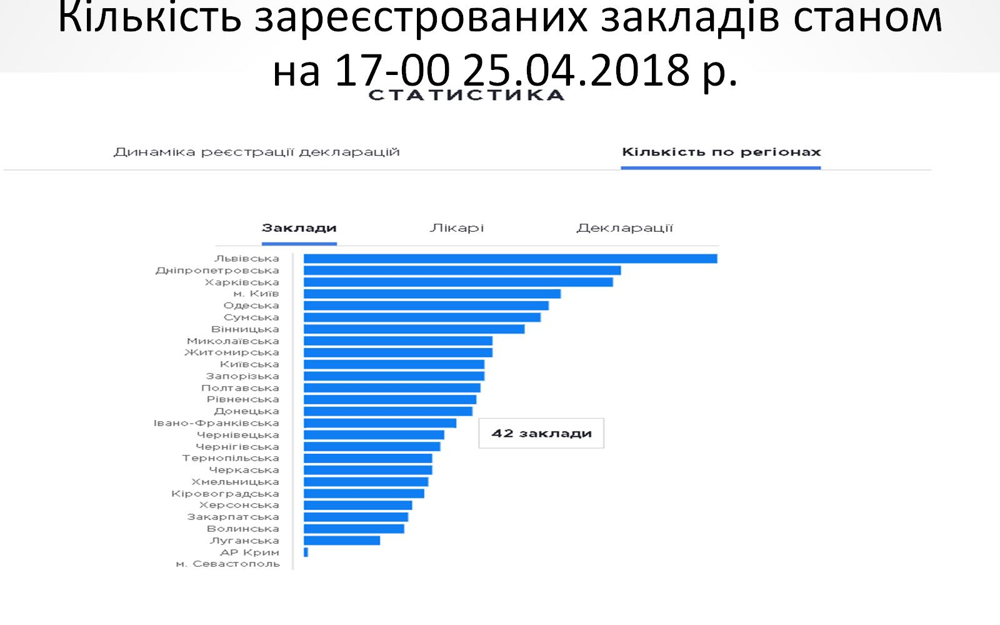 Кількість зареєстрованих закладів станом
на 17-00 25.04.2018 р.
СТАТИСТИКА
Динаміка реєстрації декларацій
Кількість по регіонах
Заклади
Лікарі
Декларації
Львівська
Дніпропетровська
Харківська
м. Київ
Одеська
Сумська
Вінницька
Миколаївська
Житомирська
Київська
Запорізька
Полтавська
Рівненська
Донецька
Івано-Франківська
42 заклади
Чернівецька
Чернігівська
Тернопільська
Черкаська
Хмельницька
Кіровоградська
Херсонська
Закарпатська
Волинська
Луганська
АР Крим
м. Севастополь